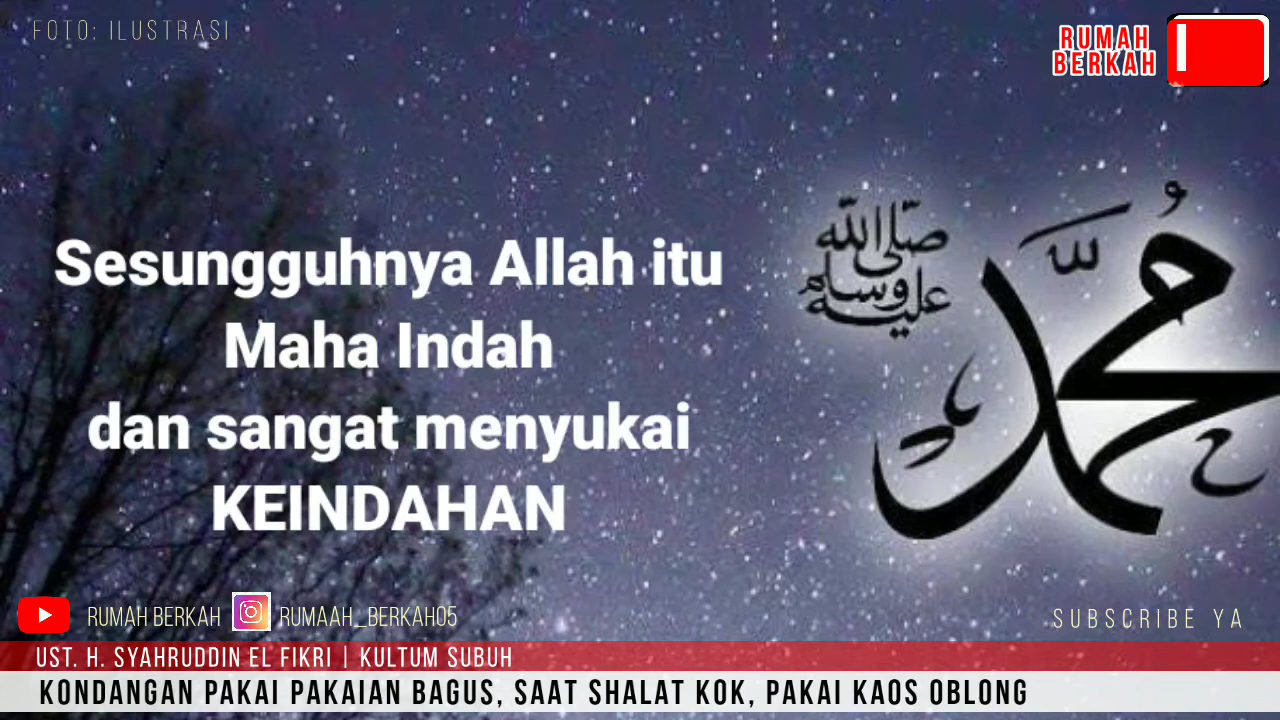 FOTO: ILUSTRASI
RUMAH
BERKAH
Sesungguhnya Allah itu
Maha Indah
dan sangat menyukai
KEINDAHAN
صلى الله
عليه وسلم
محمد
RUMAH BERKAH
RUMAAH_BERKAH05
SUBSCRIBE YA
UST. H. SYAHRUDDIN EL FIKRI | KULTUM SUBUH
KONDANGAN PAKAI PAKAIAN BAGUS, SAAT SHALAT KOK, PAKAI KAOS OBLONG